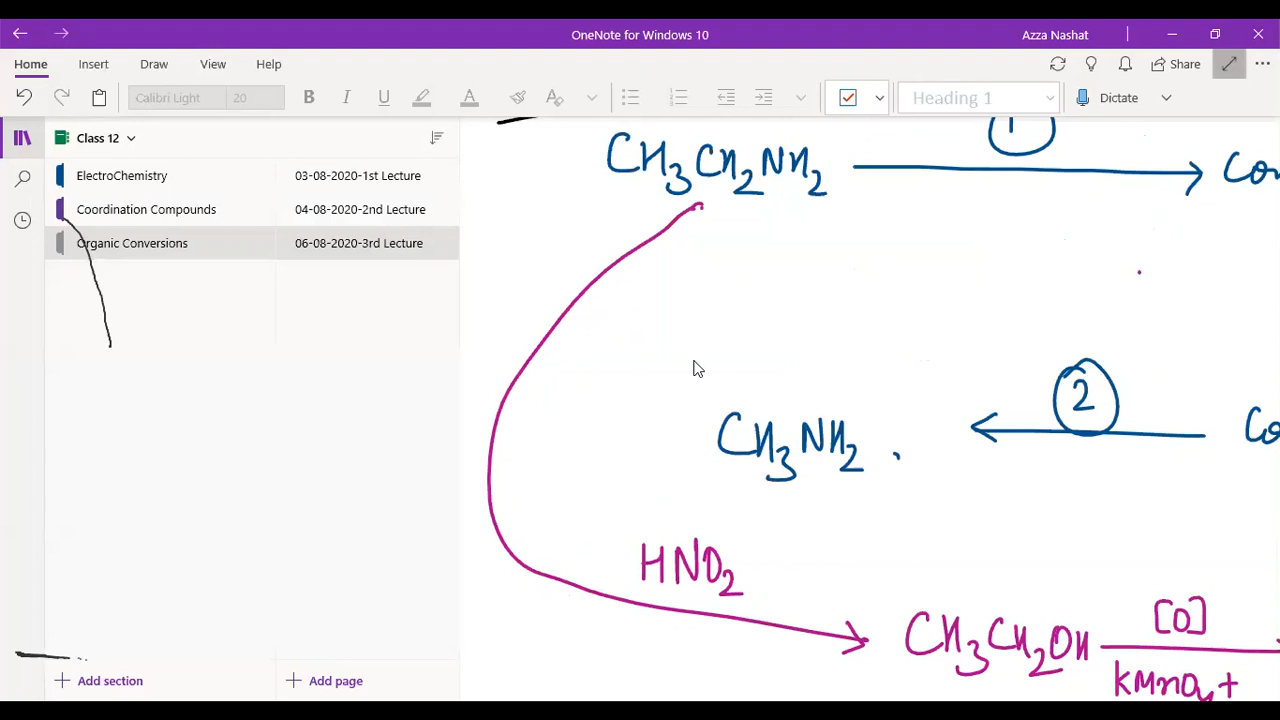 OneNote for Windows 10
Azza Nashat
Home Insert Draw View Help
Share
Calibri Light 20
Heading 1
Dictate
Class 12
ElectroChemistry
Coordination Compounds
Organic Conversions
03-08-2020-1st Lecture
04-08-2020-2nd Lecture
06-08-2020-3rd Lecture
1
CH3CH2NH2
2
CH3NH2
HNO2
CH3CH2OH
[O]
KMnO4+
Add section
Add page